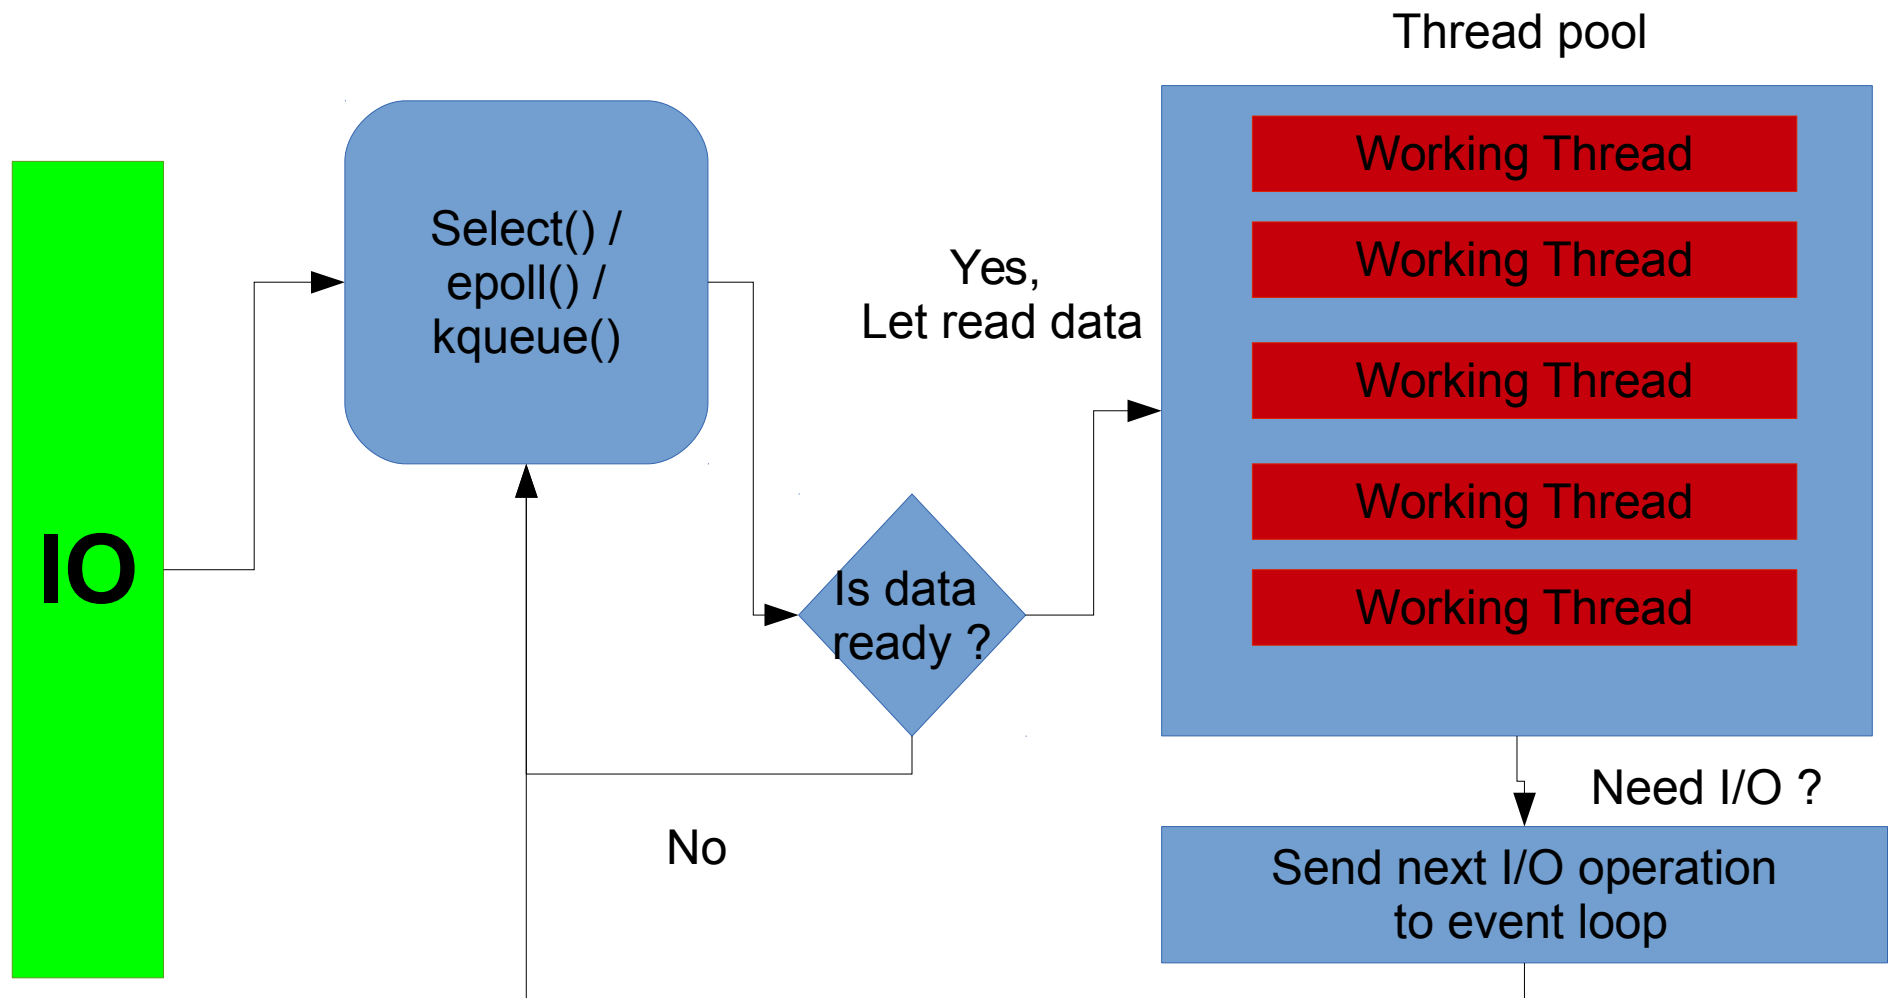 Thread pool
IO
Select() /
epoll() /
kqueue()
Is data
ready ?
Yes,
Let read data
No
Working Thread
Working Thread
Working Thread
Working Thread
Working Thread
Need I/O ?
Send next I/O operation
to event loop